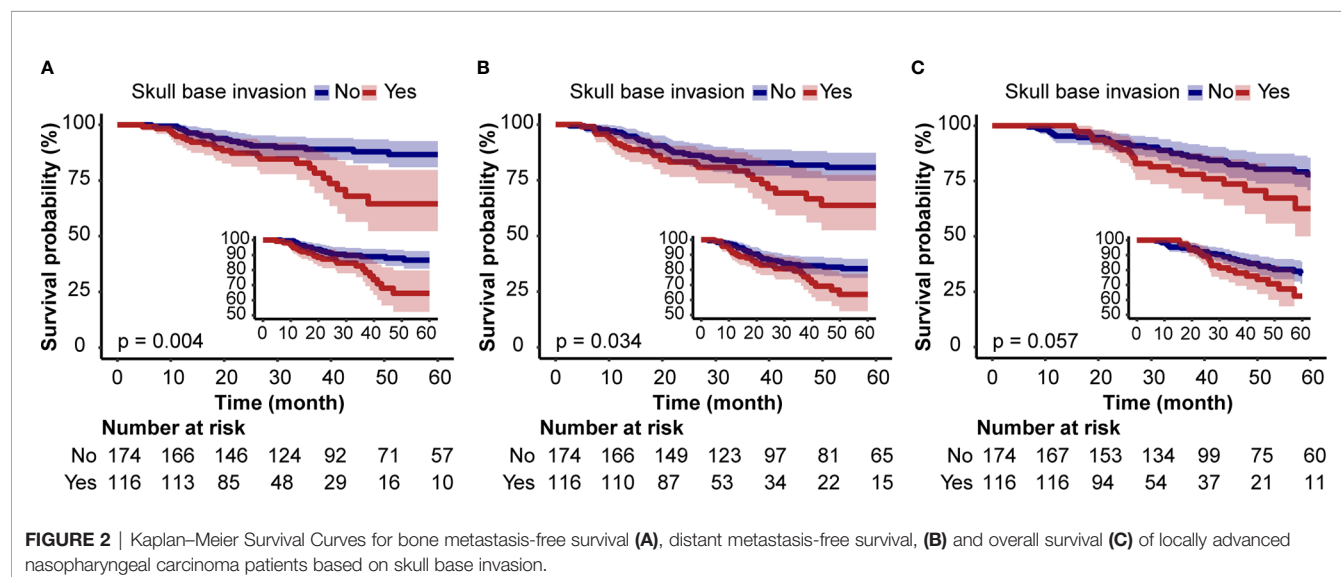 A
B
C
Skull base invasion No Yes
Skull base invasion No Yes
Skull base invasion No Yes
Survival probability (%)
100
75
50
25
0
100
90
80
70
60
50
0 10 20 30 40 50 60
p = 0.004
0 10 20 30 40 50 60
Time (month)
Survival probability (%)
100
75
50
25
0
100
90
80
70
60
50
0 10 20 30 40 50 60
p = 0.034
0 10 20 30 40 50 60
Time (month)
Survival probability (%)
100
75
50
25
0
100
90
80
70
60
50
0 10 20 30 40 50 60
p = 0.057
0 10 20 30 40 50 60
Time (month)
Number at risk
No 174 166 146 124 92 71 57
Yes 116 113 85 48 29 16 10
Number at risk
No 174 166 149 123 97 81 65
Yes 116 110 87 53 34 22 15
Number at risk
No 174 167 153 134 99 75 60
Yes 116 116 94 54 37 21 11
FIGURE 2 | Kaplan–Meier Survival Curves for bone metastasis-free survival (A), distant metastasis-free survival, (B) and overall survival (C) of locally advanced
nasopharyngeal carcinoma patients based on skull base invasion.